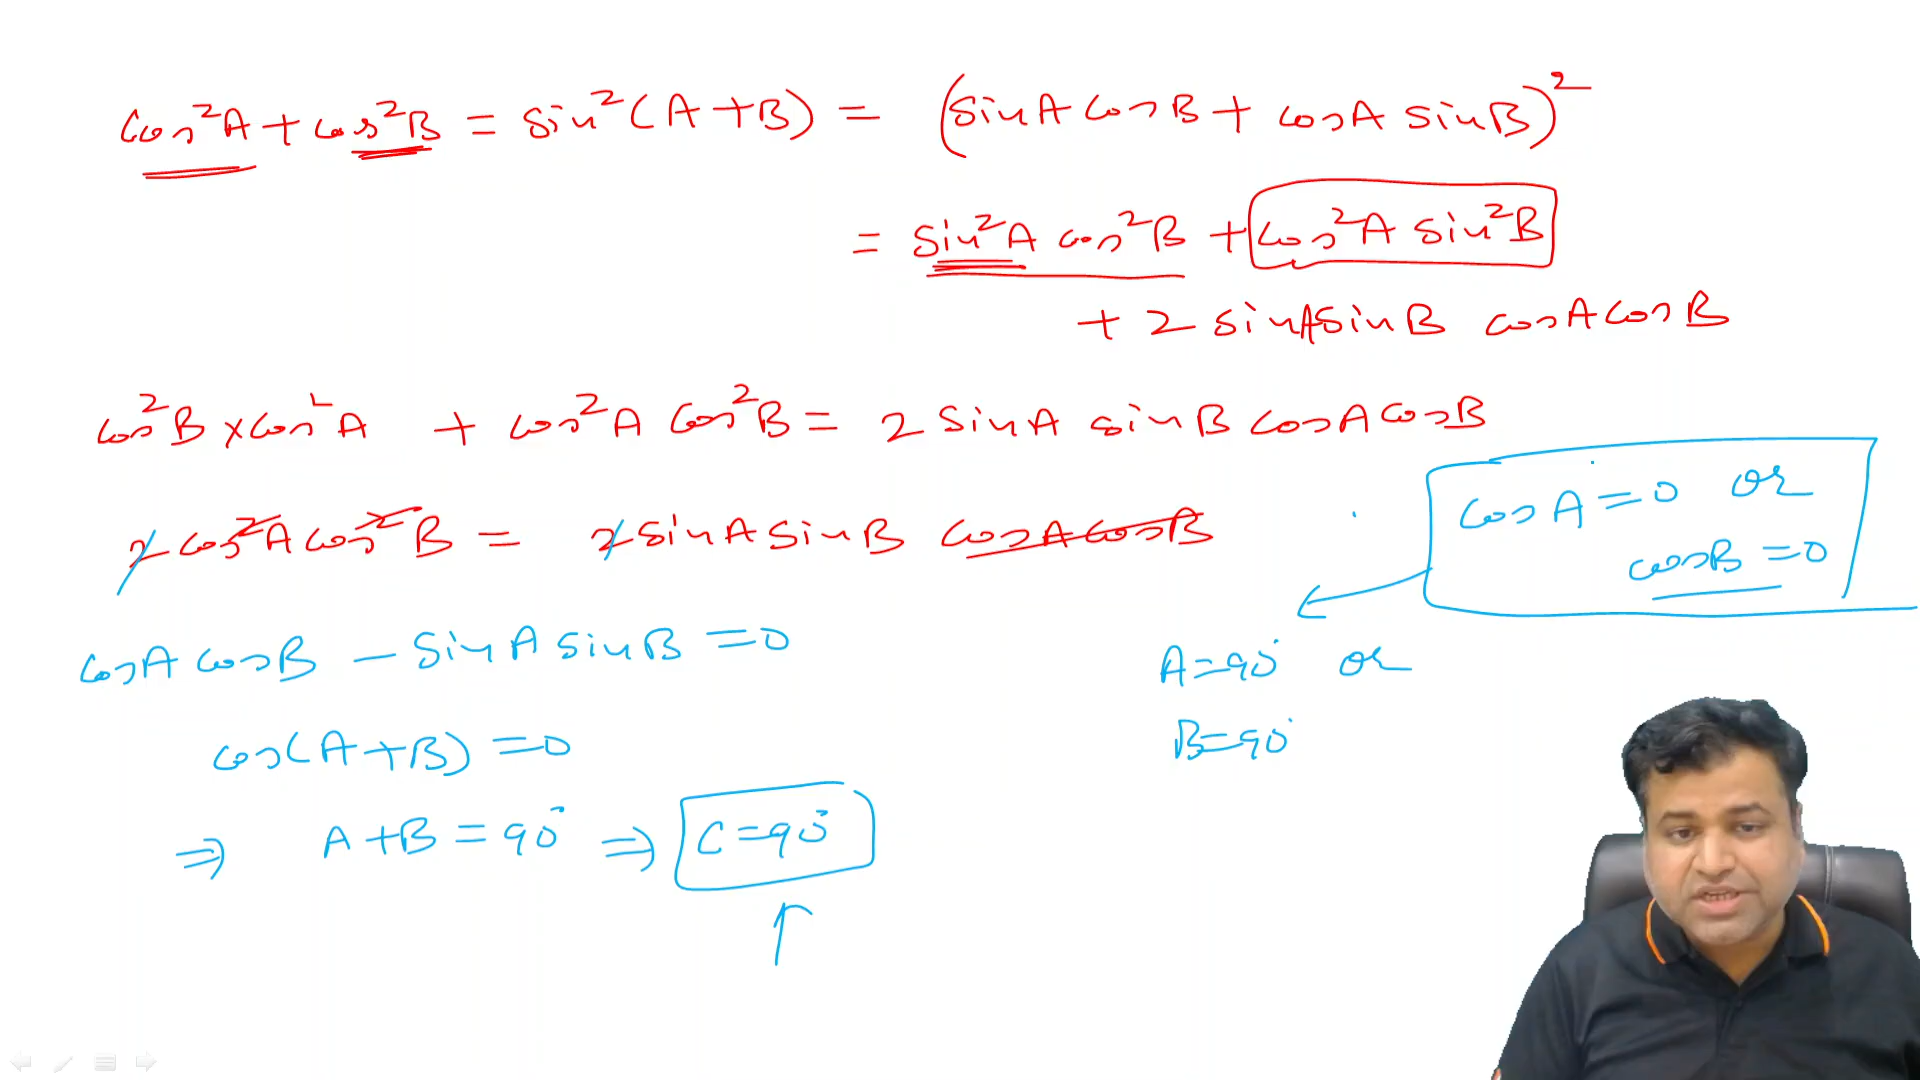 cos²A + cos²B = sin²(A+B) = (sinA cosB + cosA sinB)²
= sin²A cos²B + cos²A sin²B
+ 2 sinA sinB cosA cosB
cos²B × cos²A + cos²A cos²B = 2 sinA sinB cosA cosB
cosA = 0 or
cosB = 0
2 cos²A cos²B = 2 sinA sinB cosA cosB
cosA cosB − sinA sinB = 0
A = 90° or
B = 90°
cos(A+B) = 0
⇒ A+B = 90° ⇒ C = 90°